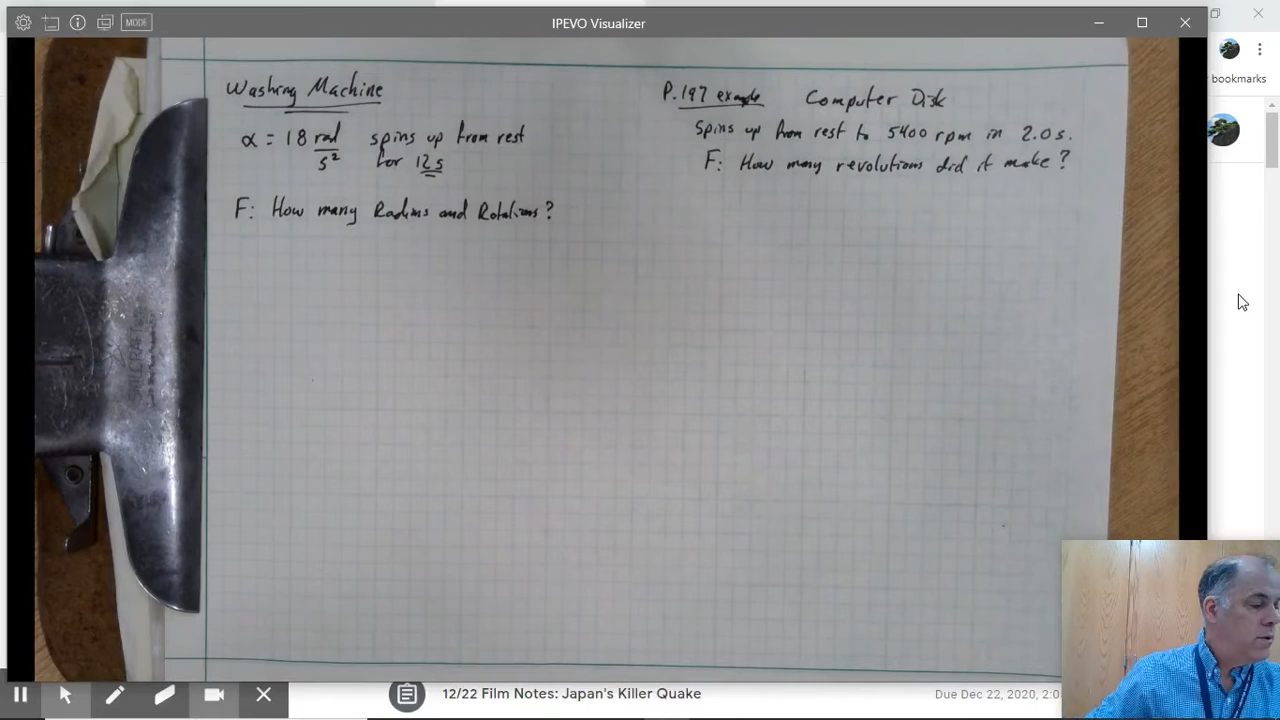 IPEVO Visualizer
MODE
bookmarks
Washing Machine
α = 18 rad/s² spins up from rest
for 12s
F: How many Radians and Rotations?
P.197 example Computer Disk
Spins up from rest to 5400 rpm in 2.0s.
F: How many revolutions did it make?
12/22 Film Notes: Japan's Killer Quake
Due Dec 22, 2020, 2:0